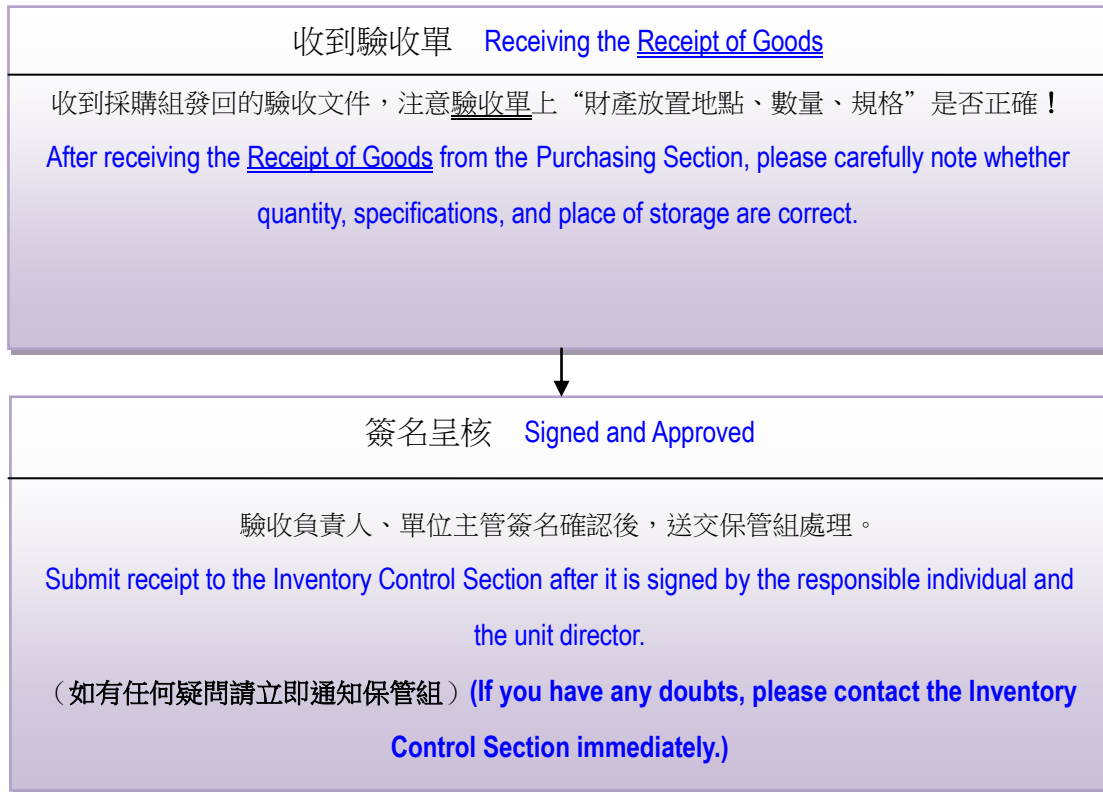 收到驗收單 Receiving the Receipt of Goods
收到採購組發回的驗收文件，注意驗收單上“財產放置地點、數量、規格”是否正確！
After receiving the Receipt of Goods from the Purchasing Section, please carefully note whether
quantity, specifications, and place of storage are correct.
簽名呈核 Signed and Approved
驗收負責人、單位主管簽名確認後，送交保管組處理。
Submit receipt to the Inventory Control Section after it is signed by the responsible individual and
the unit director.
（如有任何疑問請立即通知保管組）(If you have any doubts, please contact the Inventory
Control Section immediately.)